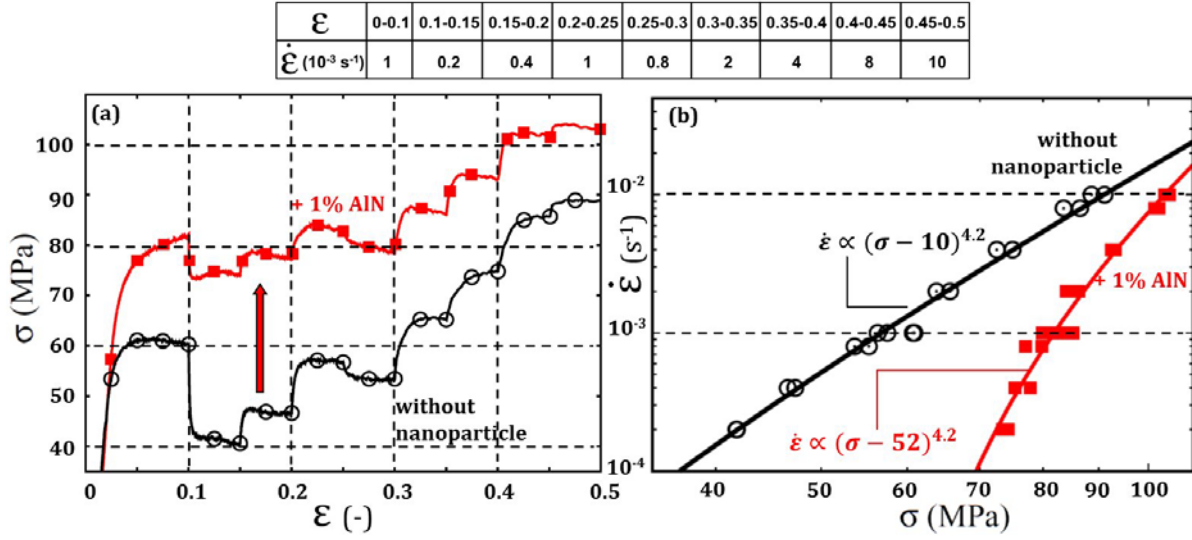 ε 0-0.1 0.1-0.15 0.15-0.2 0.2-0.25 0.25-0.3 0.3-0.35 0.35-0.4 0.4-0.45 0.45-0.5
ε̇ (10⁻³ s⁻¹) 1 0.2 0.4 1 0.8 2 4 8 10
(a)
σ (MPa)
100
90
80
70
60
50
40
+ 1% AlN
without
nanoparticle
0 0.1 0.2 0.3 0.4 0.5
ε (-)
(b)
ε̇ (s⁻¹)
10⁻²
10⁻³
10⁻⁴
without
nanoparticle
ε̇ ∝ (σ − 10)⁴·²
+ 1% AlN
ε̇ ∝ (σ − 52)⁴·²
40 50 60 70 80 90 100
σ (MPa)